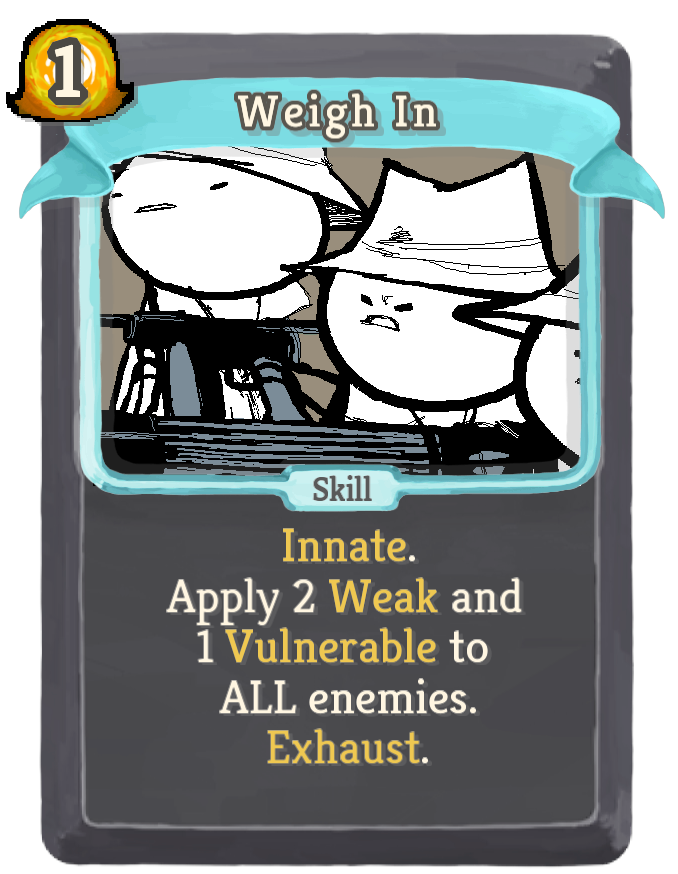 1
Weigh In
Skill
Innate.
Apply 2 Weak and
1 Vulnerable to
ALL enemies.
Exhaust.